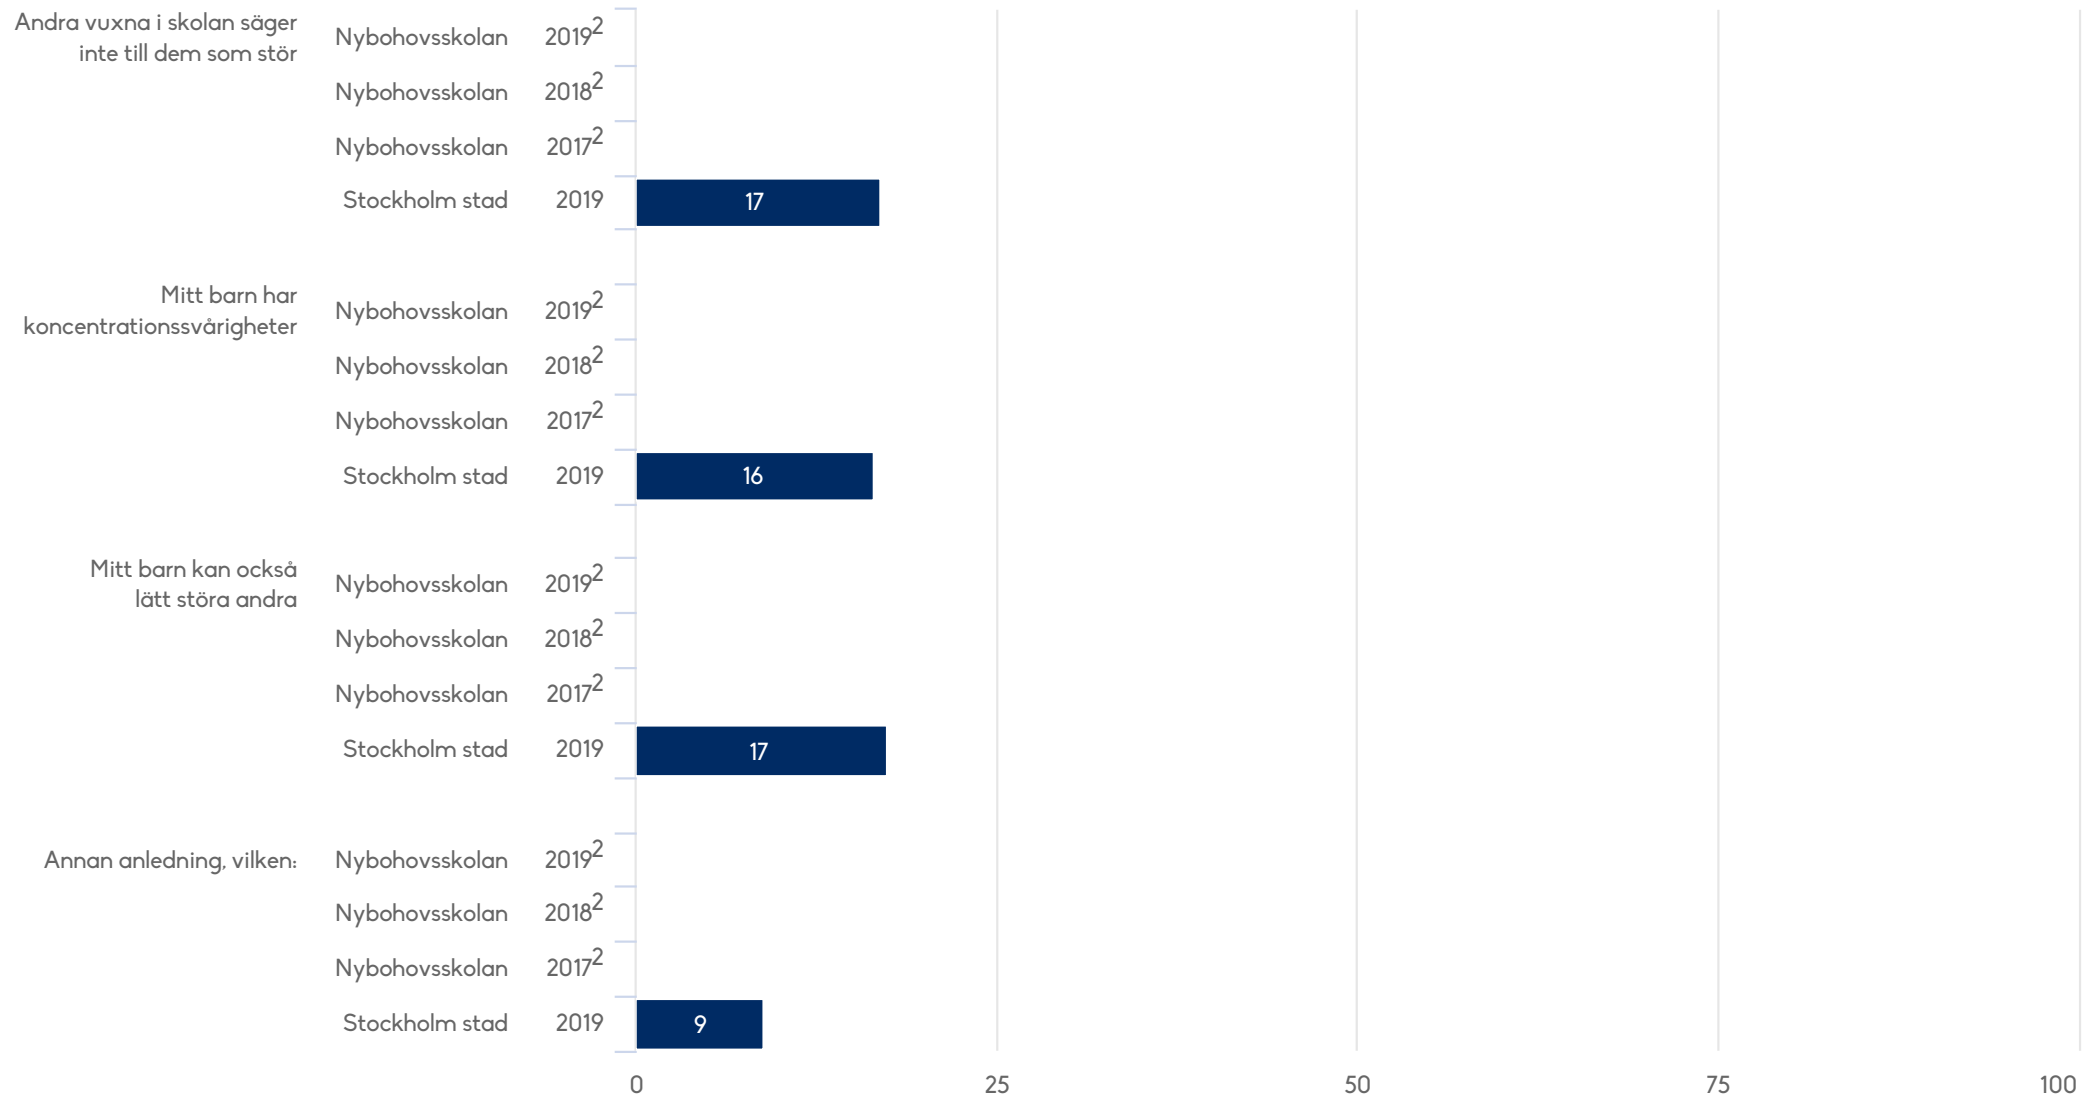 Andra vuxna i skolan säger
inte till dem som stör
Nybohovsskolan 2019²
Nybohovsskolan 2018²
Nybohovsskolan 2017²
Stockholm stad 2019 17
Mitt barn har
koncentrationssvårigheter
Nybohovsskolan 2019²
Nybohovsskolan 2018²
Nybohovsskolan 2017²
Stockholm stad 2019 16
Mitt barn kan också
lätt störa andra
Nybohovsskolan 2019²
Nybohovsskolan 2018²
Nybohovsskolan 2017²
Stockholm stad 2019 17
Annan anledning, vilken: Nybohovsskolan 2019²
Nybohovsskolan 2018²
Nybohovsskolan 2017²
Stockholm stad 2019 9
0 25 50 75 100